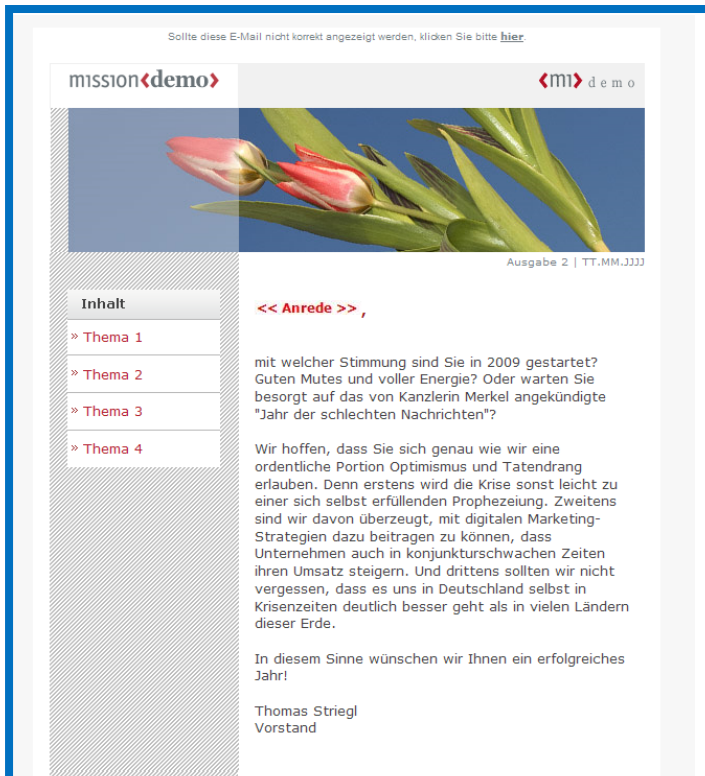 Sollte diese E-Mail nicht korrekt angezeigt werden, klicken Sie bitte hier.
mission<demo>
<mi> demo
Ausgabe 2 | TT.MM.JJJJ
Inhalt
» Thema 1
» Thema 2
» Thema 3
» Thema 4
<< Anrede >> ,
mit welcher Stimmung sind Sie in 2009 gestartet?
Guten Mutes und voller Energie? Oder warten Sie
besorgt auf das von Kanzlerin Merkel angekündigte
"Jahr der schlechten Nachrichten"?
Wir hoffen, dass Sie sich genau wie wir eine
ordentliche Portion Optimismus und Tatendrang
erlauben. Denn erstens wird die Krise sonst leicht zu
einer sich selbst erfüllenden Prophezeiung. Zweitens
sind wir davon überzeugt, mit digitalen Marketing-
Strategien dazu beitragen zu können, dass
Unternehmen auch in konjunkturschwachen Zeiten
ihren Umsatz steigern. Und drittens sollten wir nicht
vergessen, dass es uns in Deutschland selbst in
Krisenzeiten deutlich besser geht als in vielen Ländern
dieser Erde.
In diesem Sinne wünschen wir Ihnen ein erfolgreiches
Jahr!
Thomas Striegl
Vorstand